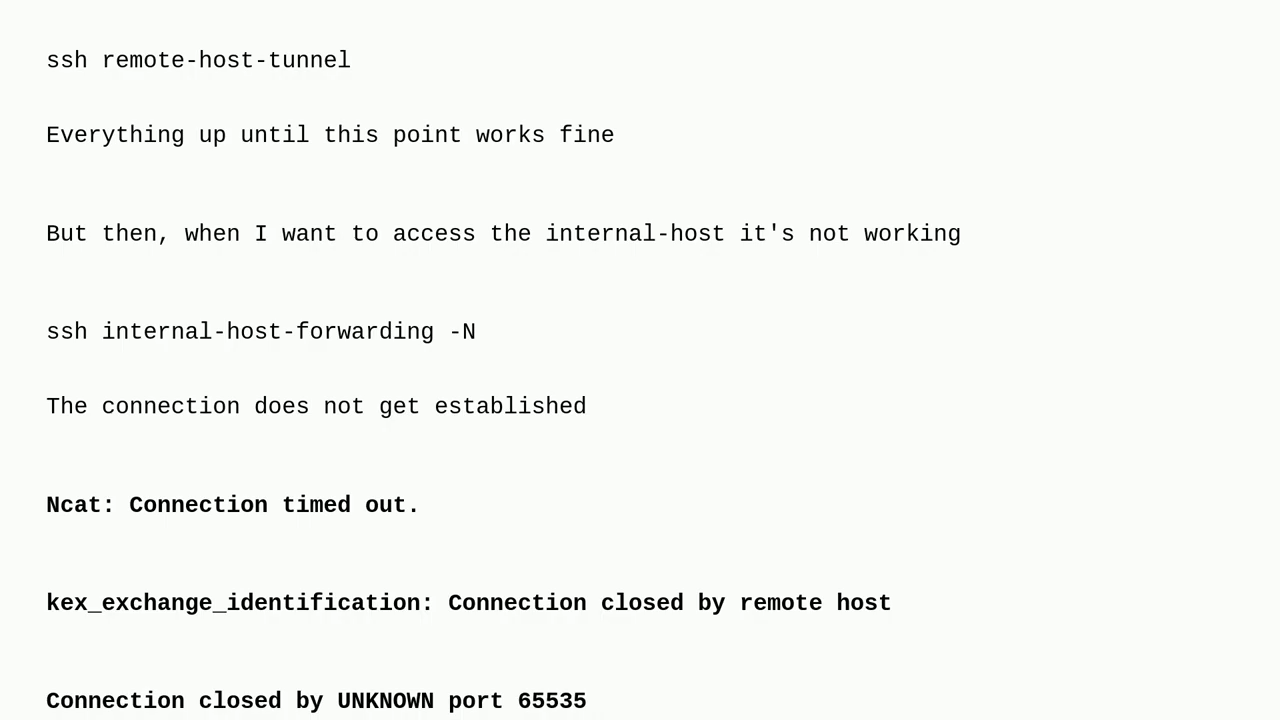 ssh remote-host-tunnel
Everything up until this point works fine
But then, when I want to access the internal-host it's not working
ssh internal-host-forwarding -N
The connection does not get established
Ncat: Connection timed out.
kex_exchange_identification: Connection closed by remote host
Connection closed by UNKNOWN port 65535